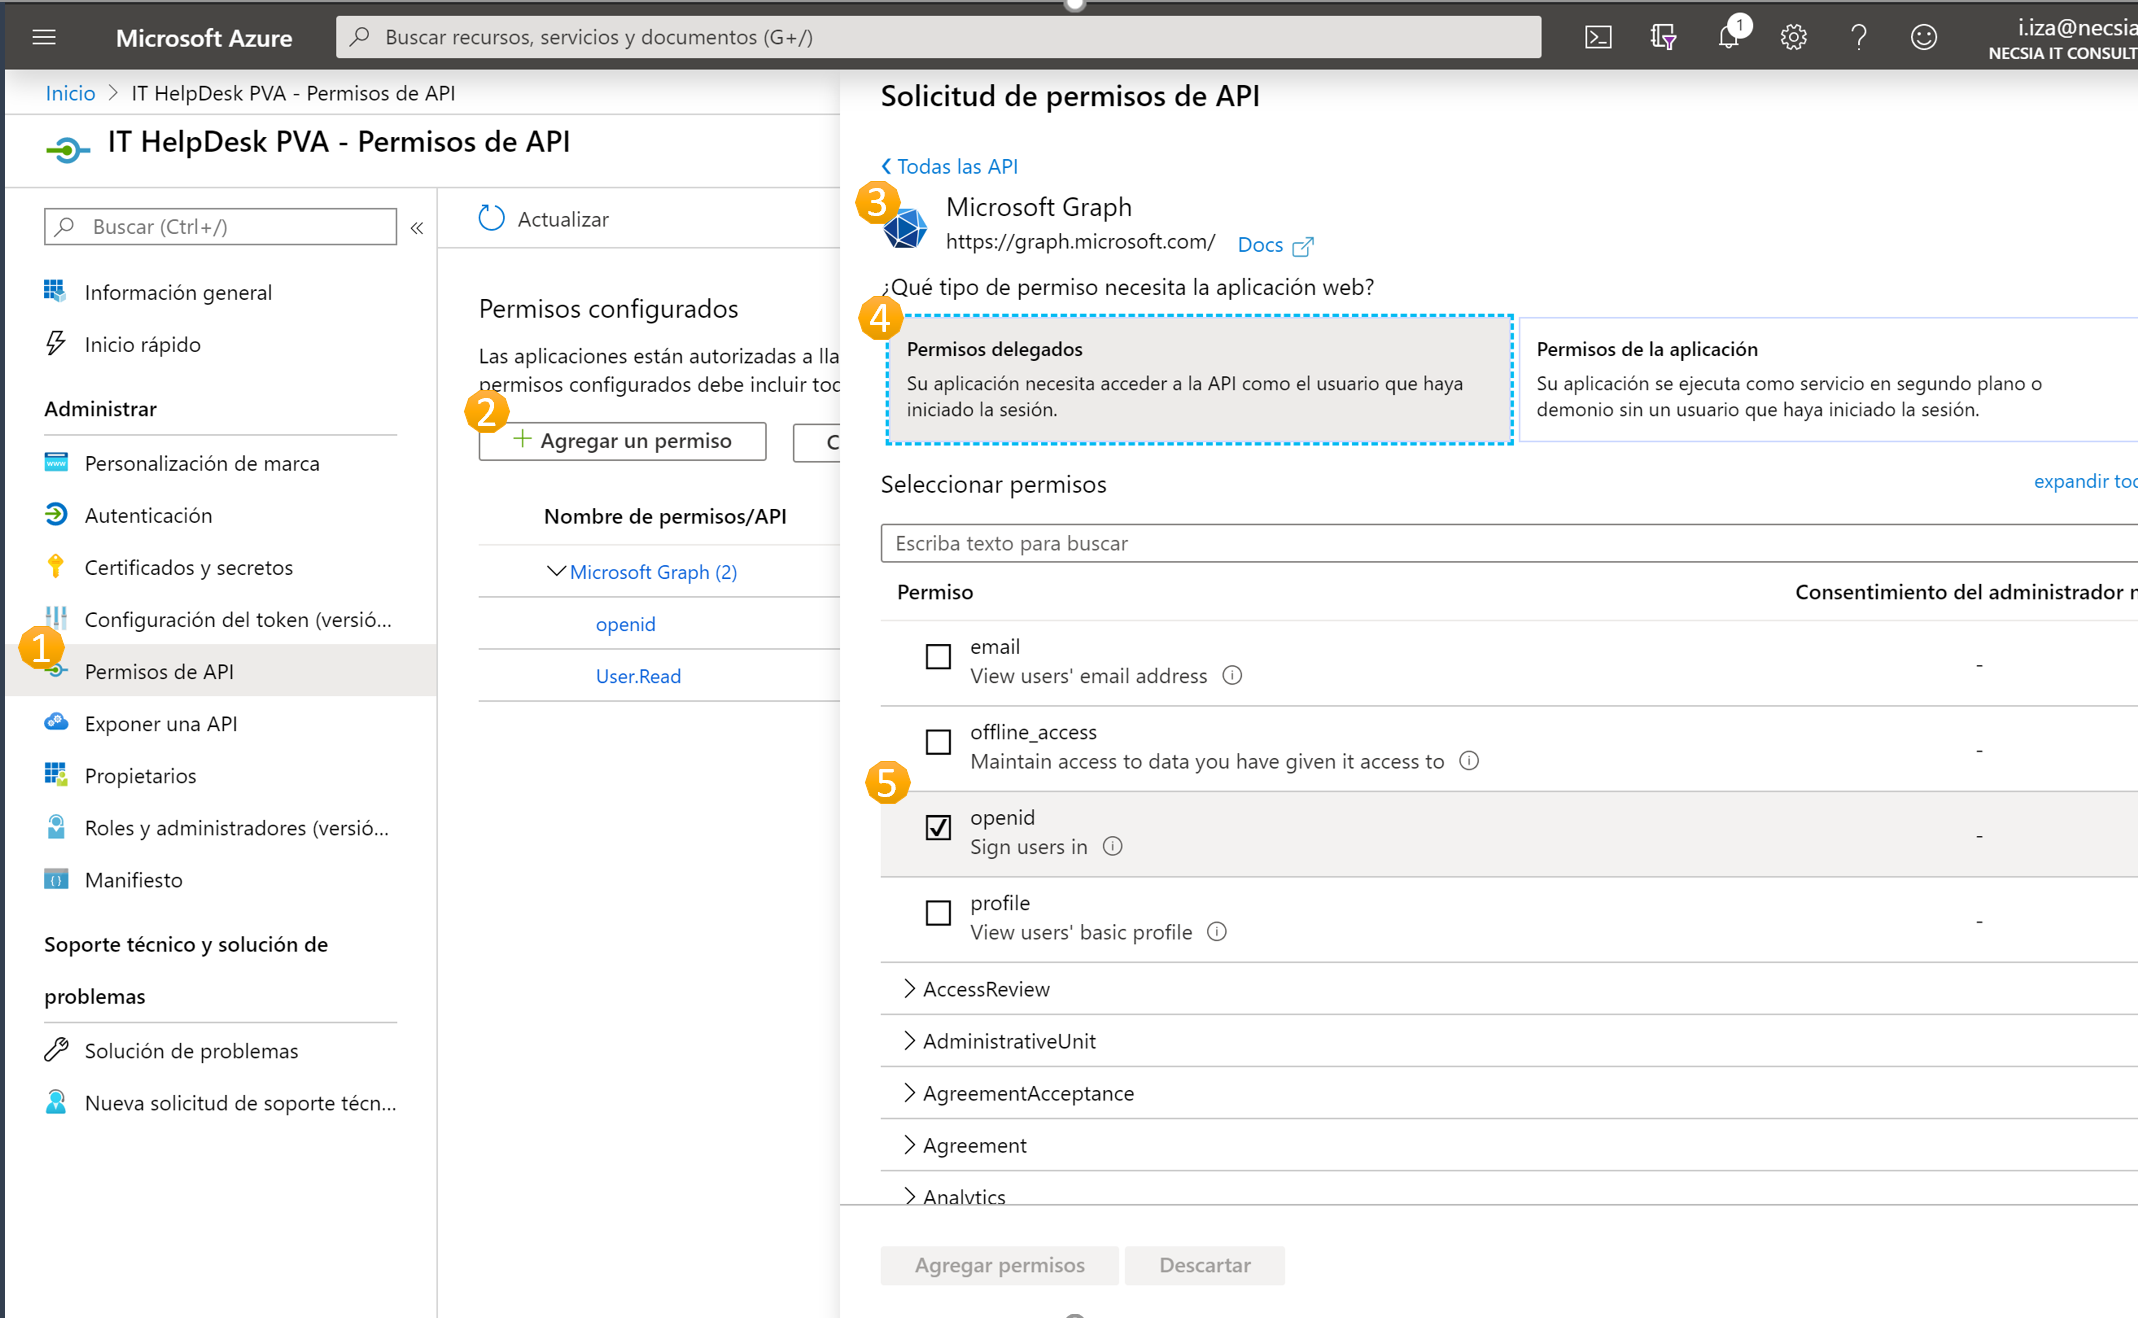 Microsoft Azure
Buscar recursos, servicios y documentos (G+/)
1
i.iza@necsia
NECSIA IT CONSULT
Inicio > IT HelpDesk PVA - Permisos de API
IT HelpDesk PVA - Permisos de API
Buscar (Ctrl+/)
«
Información general
Inicio rápido
Administrar
Personalización de marca
Autenticación
Certificados y secretos
Configuración del token (versió...
1
Permisos de API
Exponer una API
Propietarios
Roles y administradores (versió...
Manifiesto
Soporte técnico y solución de
problemas
Solución de problemas
Nueva solicitud de soporte técn...
Actualizar
Permisos configurados
Las aplicaciones están autorizadas a lla
permisos configurados debe incluir tod
2
+ Agregar un permiso
C
Nombre de permisos/API
Microsoft Graph (2)
openid
User.Read
Solicitud de permisos de API
Todas las API
3
Microsoft Graph
https://graph.microsoft.com/ Docs
¿Qué tipo de permiso necesita la aplicación web?
4
Permisos delegados
Su aplicación necesita acceder a la API como el usuario que haya
iniciado la sesión.
Permisos de la aplicación
Su aplicación se ejecuta como servicio en segundo plano o
demonio sin un usuario que haya iniciado la sesión.
Seleccionar permisos
expandir tod
Escriba texto para buscar
Permiso
Consentimiento del administrador n
email
View users' email address
-
offline_access
Maintain access to data you have given it access to
-
5
openid
Sign users in
-
profile
View users' basic profile
-
AccessReview
AdministrativeUnit
AgreementAcceptance
Agreement
Analytics
Agregar permisos
Descartar